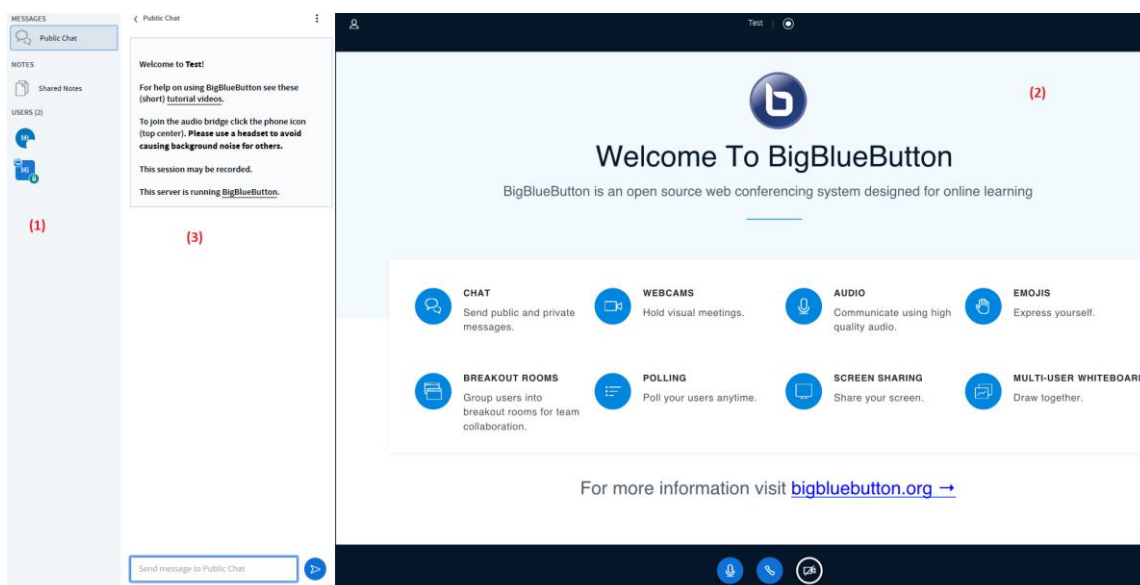 MESSAGES
Public Chat
NOTES
Shared Notes
USERS (2)
Mi
Mi
(1)
Public Chat
Welcome to Test!
For help on using BigBlueButton see these
(short) tutorial videos.
To join the audio bridge click the phone icon
(top center). Please use a headset to avoid
causing background noise for others.
This session may be recorded.
This server is running BigBlueButton.
(3)
Send message to Public Chat
Test
(2)
b
Welcome To BigBlueButton
BigBlueButton is an open source web conferencing system designed for online learning
CHAT
Send public and private
messages.
WEBCAMS
Hold visual meetings.
AUDIO
Communicate using high
quality audio.
EMOJIS
Express yourself.
BREAKOUT ROOMS
Group users into
breakout rooms for team
collaboration.
POLLING
Poll your users anytime.
SCREEN SHARING
Share your screen.
MULTI-USER WHITEBOAR
Draw together.
For more information visit bigbluebutton.org →